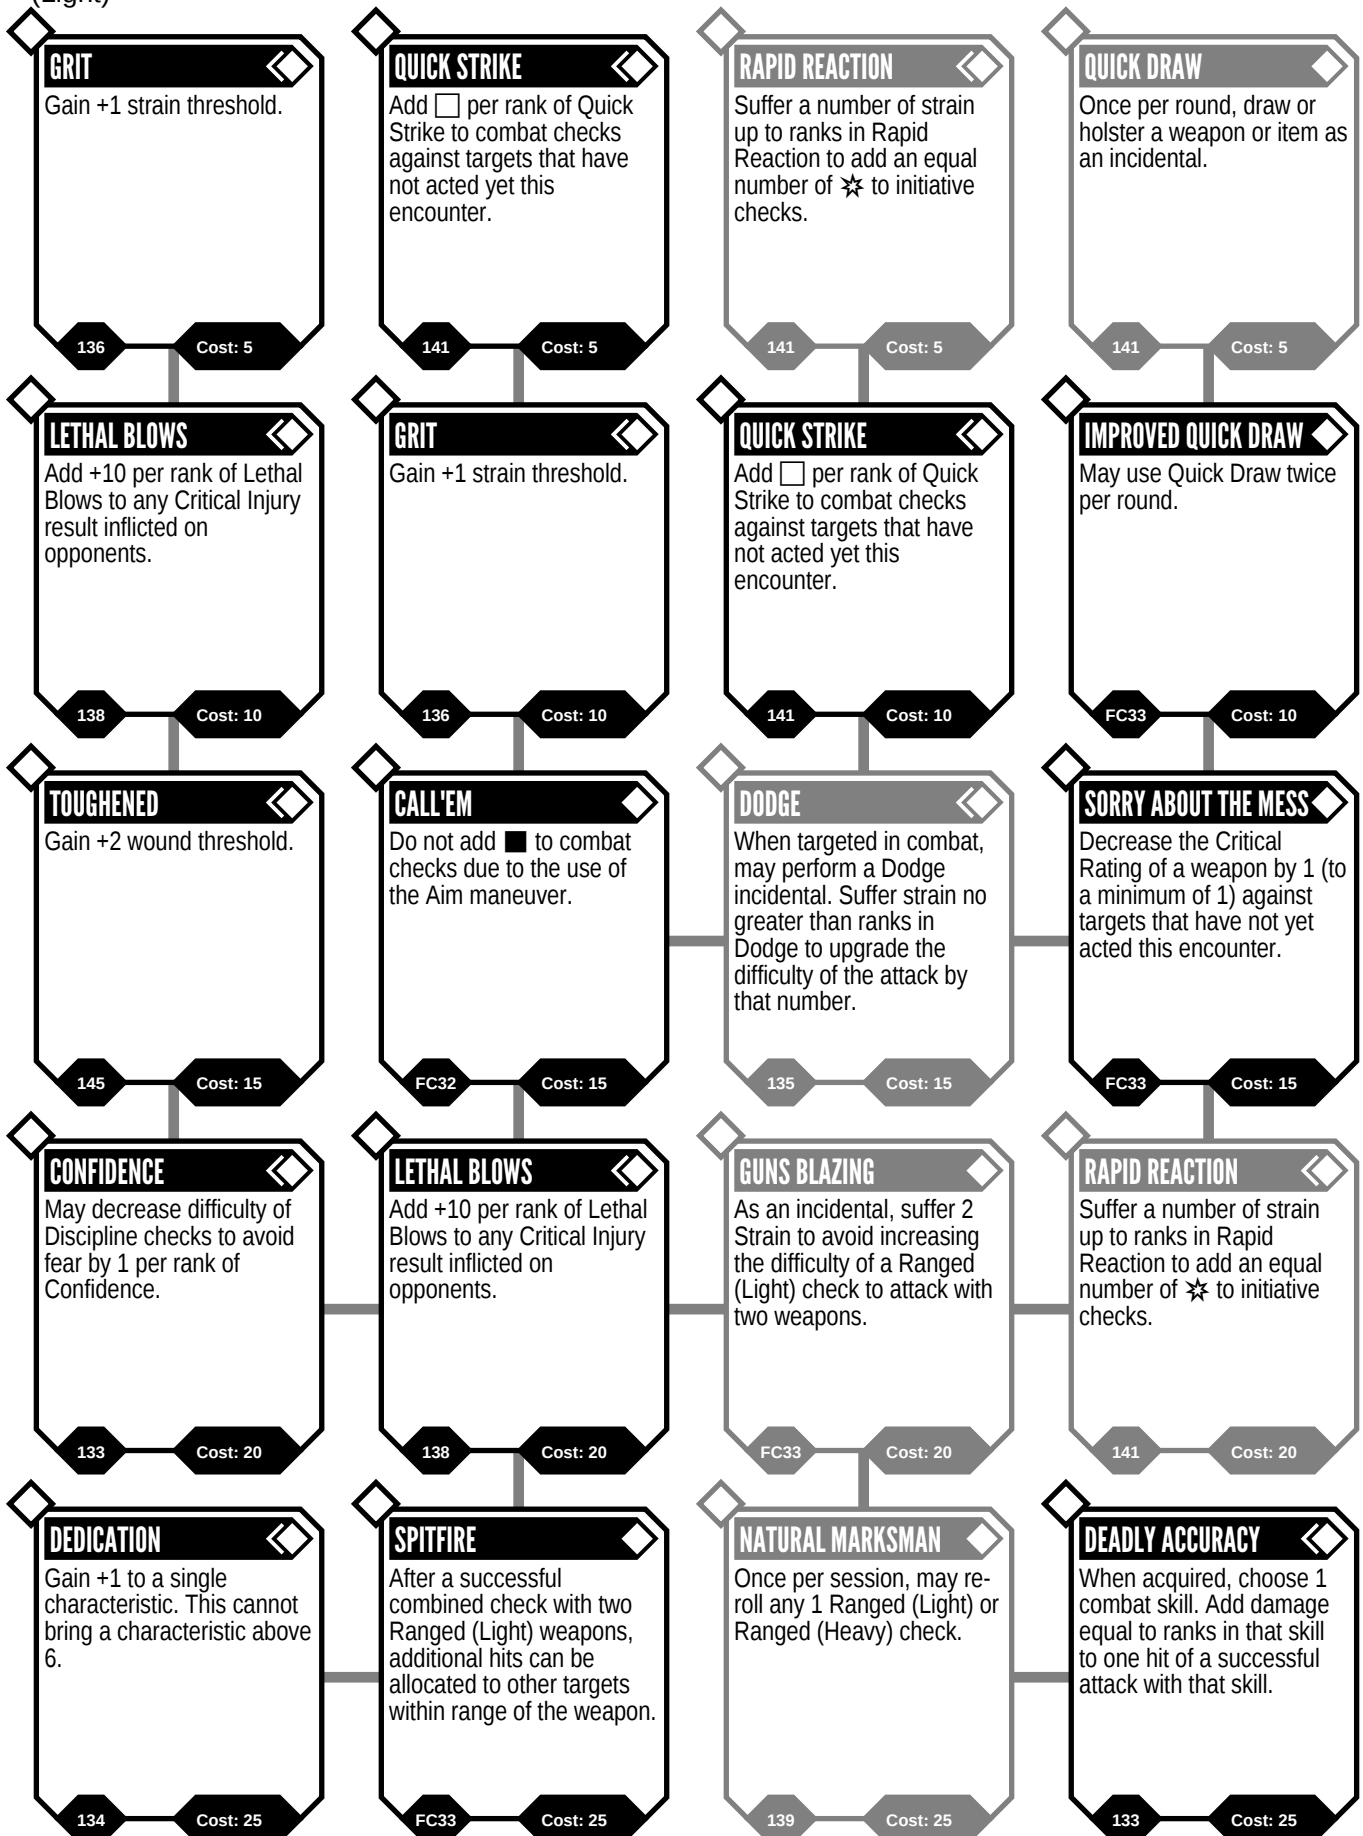 (Light)
GRIT
Gain +1 strain threshold.
136
Cost: 5
QUICK STRIKE
Add □ per rank of Quick
Strike to combat checks
against targets that have
not acted yet this
encounter.
141
Cost: 5
RAPID REACTION
Suffer a number of strain
up to ranks in Rapid
Reaction to add an equal
number of to initiative
checks.
141
Cost: 5
QUICK DRAW
Once per round, draw or
holster a weapon or item as
an incidental.
141
Cost: 5
LETHAL BLOWS
Add +10 per rank of Lethal
Blows to any Critical Injury
result inflicted on
opponents.
138
Cost: 10
GRIT
Gain +1 strain threshold.
136
Cost: 10
QUICK STRIKE
Add □ per rank of Quick
Strike to combat checks
against targets that have
not acted yet this
encounter.
141
Cost: 10
IMPROVED QUICK DRAW
May use Quick Draw twice
per round.
FC33
Cost: 10
TOUGHENED
Gain +2 wound threshold.
145
Cost: 15
CALL'EM
Do not add ■ to combat
checks due to the use of
the Aim maneuver.
FC32
Cost: 15
DODGE
When targeted in combat,
may perform a Dodge
incidental. Suffer strain no
greater than ranks in
Dodge to upgrade the
difficulty of the attack by
that number.
135
Cost: 15
SORRY ABOUT THE MESS
Decrease the Critical
Rating of a weapon by 1 (to
a minimum of 1) against
targets that have not yet
acted this encounter.
FC33
Cost: 15
CONFIDENCE
May decrease difficulty of
Discipline checks to avoid
fear by 1 per rank of
Confidence.
133
Cost: 20
LETHAL BLOWS
Add +10 per rank of Lethal
Blows to any Critical Injury
result inflicted on
opponents.
138
Cost: 20
GUNS BLAZING
As an incidental, suffer 2
Strain to avoid increasing
the difficulty of a Ranged
(Light) check to attack with
two weapons.
FC33
Cost: 20
RAPID REACTION
Suffer a number of strain
up to ranks in Rapid
Reaction to add an equal
number of to initiative
checks.
141
Cost: 20
DEDICATION
Gain +1 to a single
characteristic. This cannot
bring a characteristic above
6.
134
Cost: 25
SPITFIRE
After a successful
combined check with two
Ranged (Light) weapons,
additional hits can be
allocated to other targets
within range of the weapon.
FC33
Cost: 25
NATURAL MARKSMAN
Once per session, may re-
roll any 1 Ranged (Light) or
Ranged (Heavy) check.
139
Cost: 25
DEADLY ACCURACY
When acquired, choose 1
combat skill. Add damage
equal to ranks in that skill
to one hit of a successful
attack with that skill.
133
Cost: 25